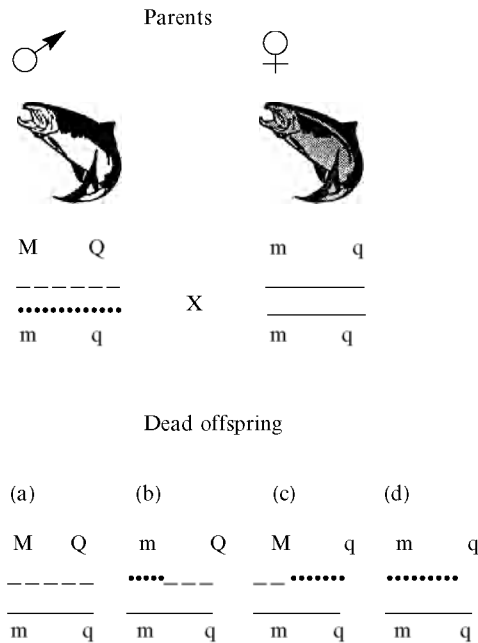 Parents
M Q m q
X
m q m q
Dead offspring
(a) (b) (c) (d)
M Q m Q M q m q
m q m q m q m q